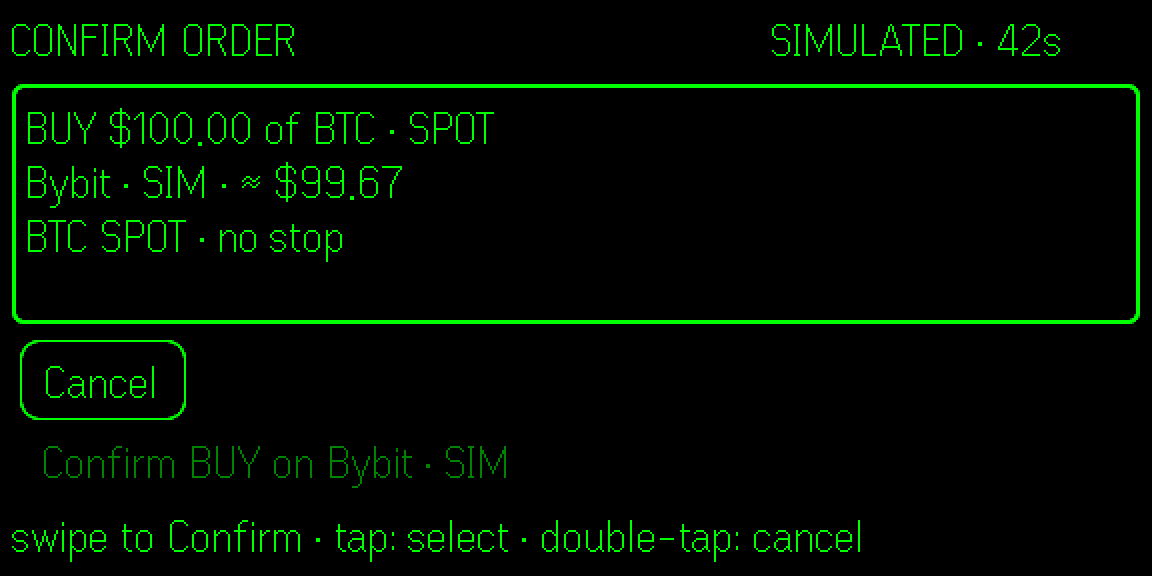 CONFIRM ORDER SIMULATED · 42s
BUY $100.00 of BTC · SPOT
Bybit · SIM · ≈ $99.67
BTC SPOT · no stop
Cancel
Confirm BUY on Bybit · SIM
swipe to Confirm · tap: select · double-tap: cancel